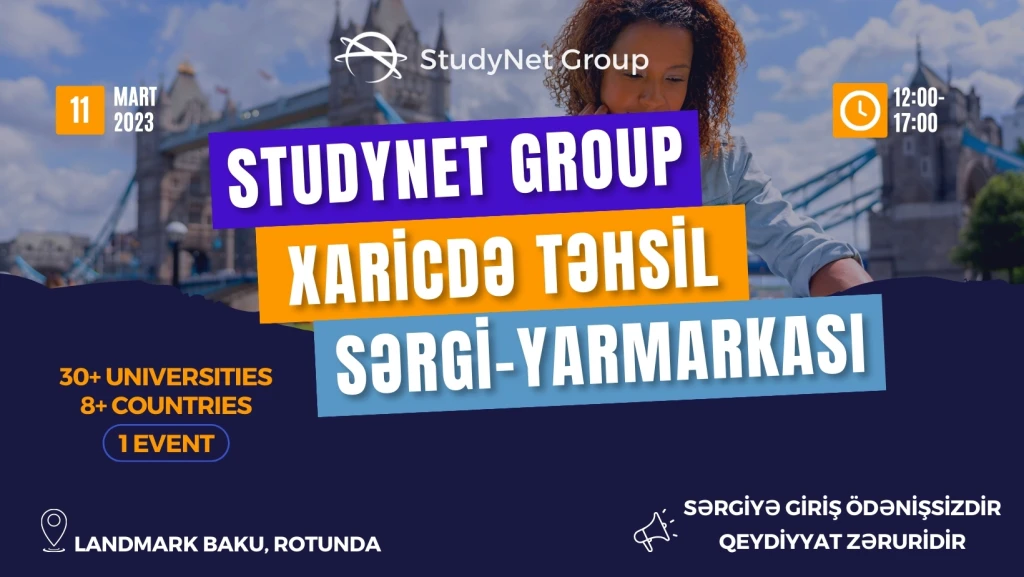 StudyNet Group
11
MART
2023
12:00-
17:00
STUDYNET GROUP
XARİCDƏ TƏHSİL
SƏRGİ-YARMARKASI
30+ UNIVERSITIES
8+ COUNTRIES
1 EVENT
LANDMARK BAKU, ROTUNDA
SƏRGİYƏ GİRİŞ ÖDƏNİŞSİZDİR
QEYDİYYAT ZƏRURİDİR